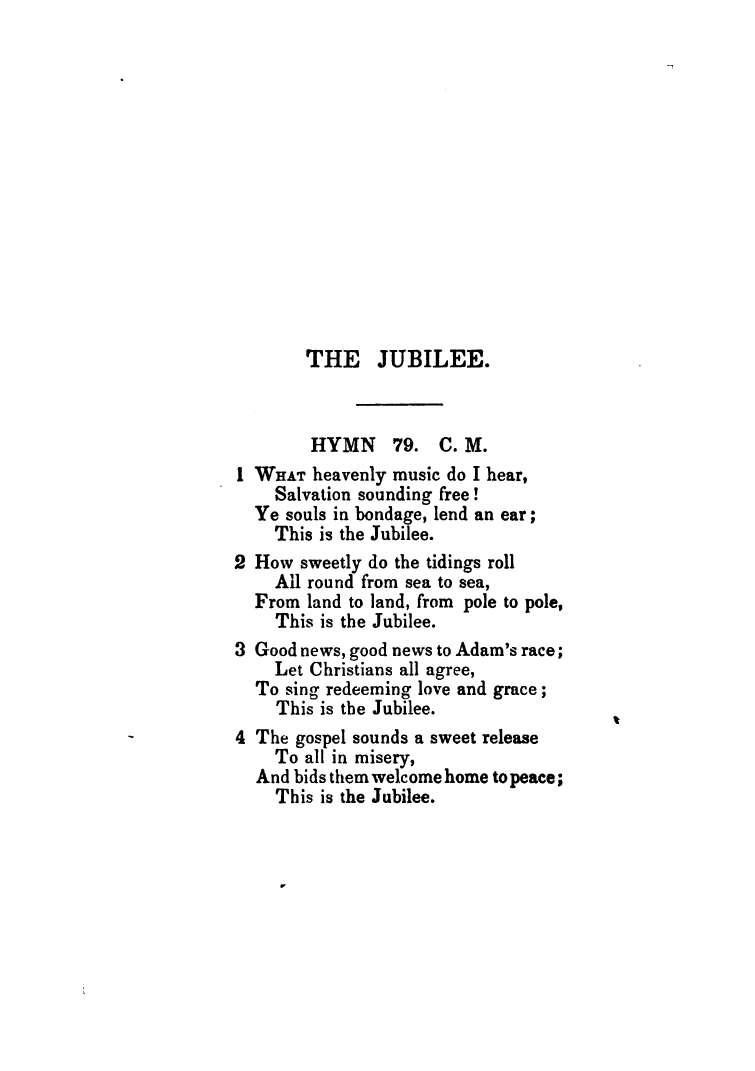 THE JUBILEE.
HYMN 79. C. M.
1 WHAT heavenly music do I hear,
Salvation sounding free!
Ye souls in bondage, lend an ear;
This is the Jubilee.
2 How sweetly do the tidings roll
All round from sea to sea,
From land to land, from pole to pole,
This is the Jubilee.
3 Good news, good news to Adam's race;
Let Christians all agree,
To sing redeeming love and grace;
This is the Jubilee.
4 The gospel sounds a sweet release
To all in misery,
And bids them welcome home to peace;
This is the Jubilee.